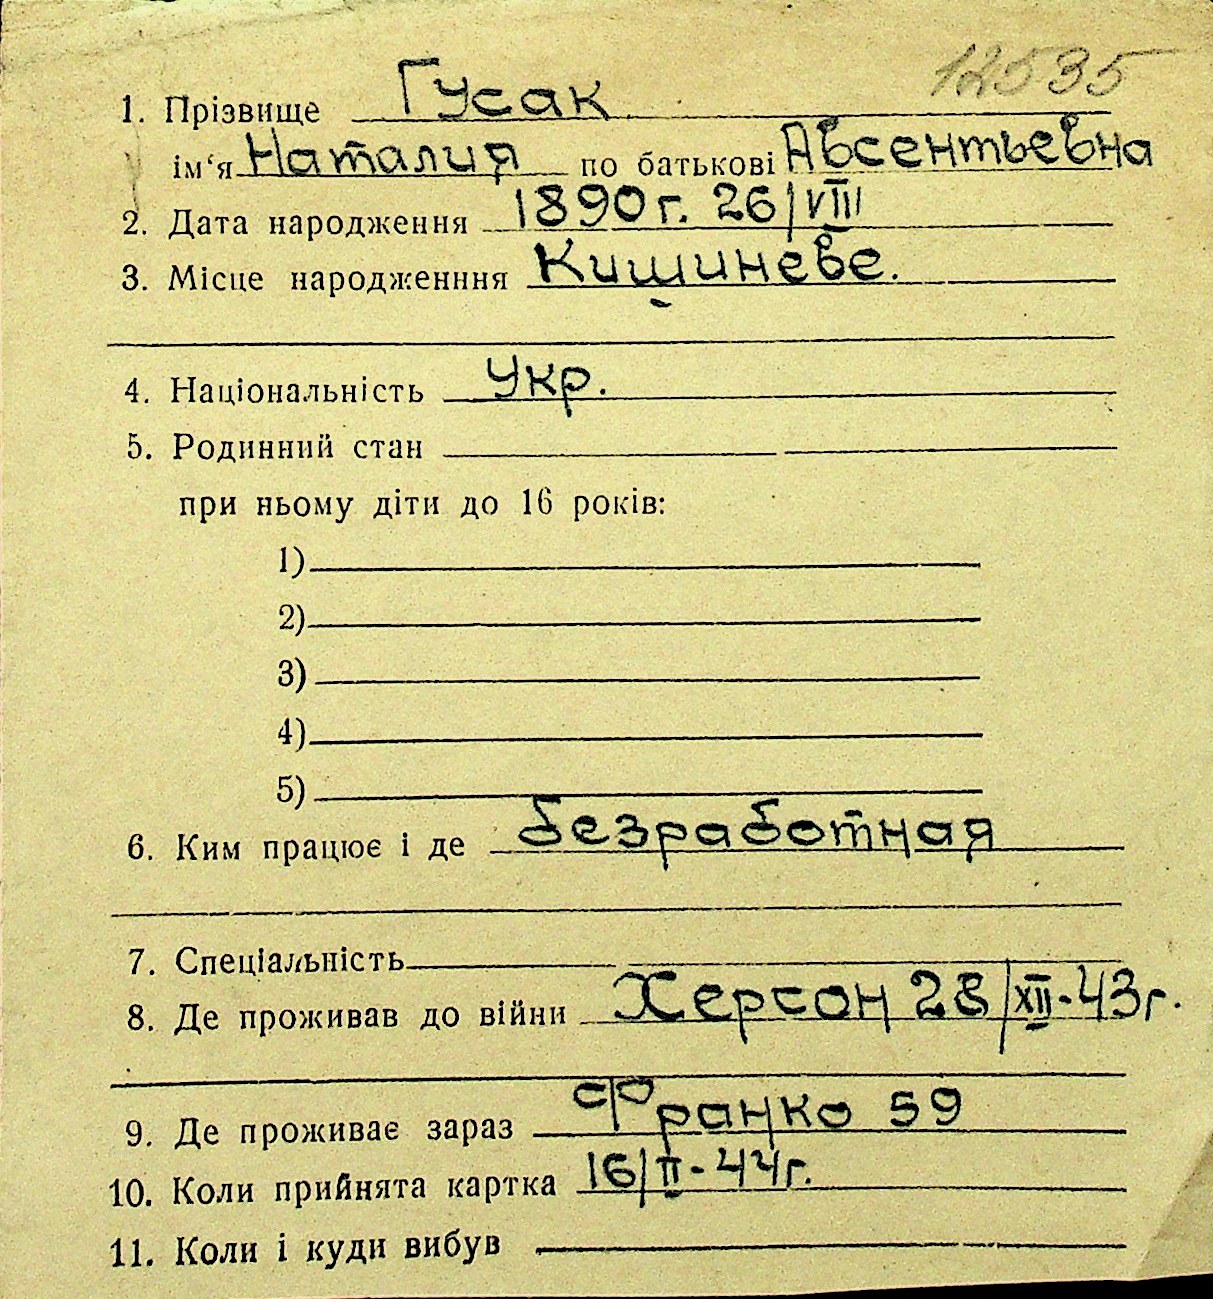 12535
1. Прізвище Гусак
ім‘я Наталия по батькові Авсентьевна
2. Дата народження 1890 г. 26/VIII
3. Місце народженння Кишиневе.
4. Національність Укр.
5. Родинний стан
при ньому діти до 16 років:
1)
2)
3)
4)
5)
6. Ким працює і де безработная
7. Спеціальність
8. Де проживав до війни Херсон 28/XII-43г.
9. Де проживає зараз Франко 59
10. Коли прийнята картка 16/II-44г.
11. Коли і куди вибув